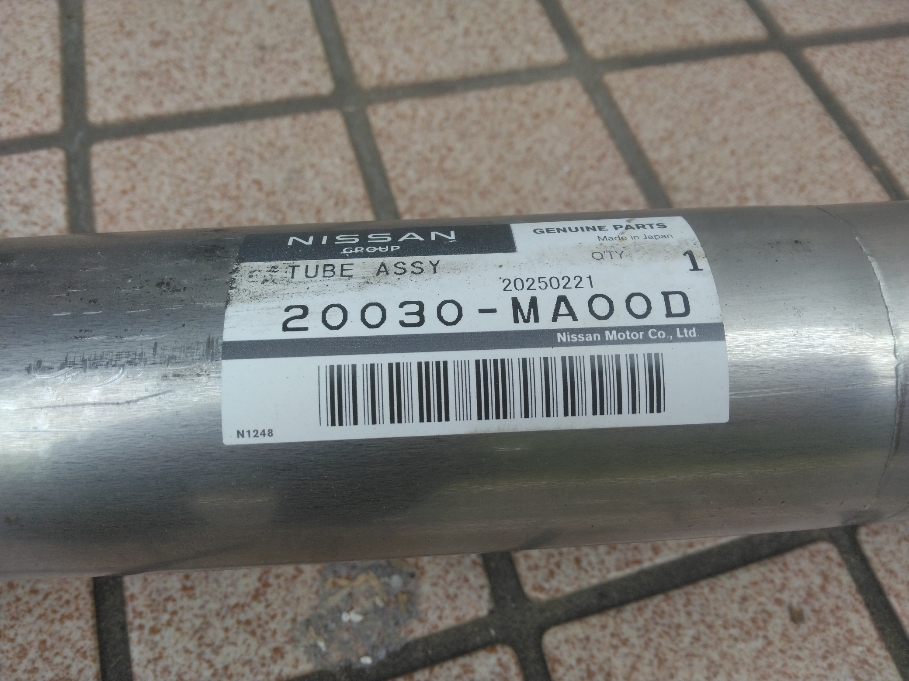 NISSAN
GROUP
GENUINE PARTS
Made in Japan
TUBE ASSY
QTY 1
20250221
20030-MA00D
Nissan Motor Co., Ltd.
N1248